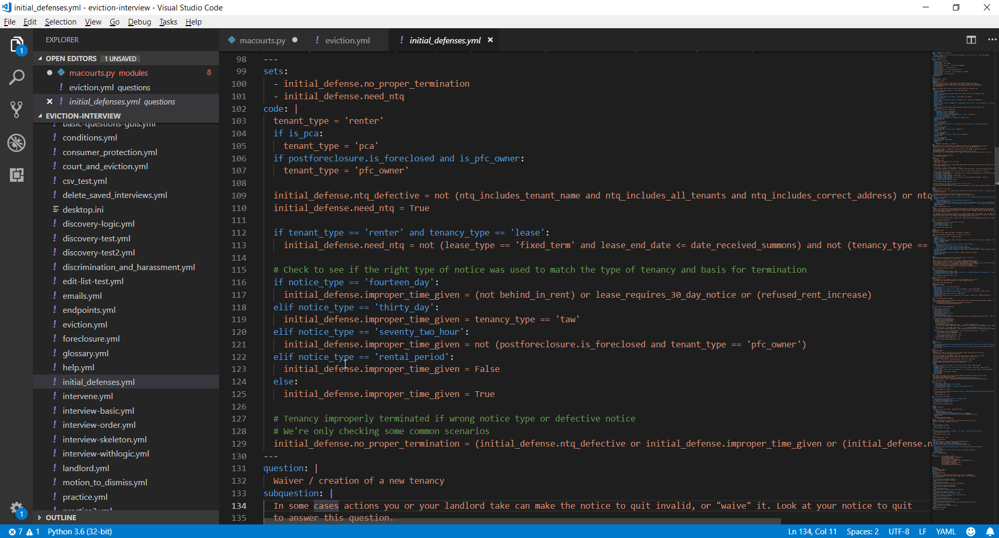 initial_defenses.yml - eviction-interview - Visual Studio Code
File Edit Selection View Go Debug Tasks Help
EXPLORER
OPEN EDITORS 1 UNSAVED
macourts.py modules 8
eviction.yml questions
initial_defenses.yml questions
EVICTION-INTERVIEW
basic-questions-gbls.yml
conditions.yml
consumer_protection.yml
court_and_eviction.yml
csv_test.yml
delete_saved_interviews.yml
desktop.ini
discovery-logic.yml
discovery-test.yml
discovery-test2.yml
discrimination_and_harassment.yml
edit-list-test.yml
emails.yml
endpoints.yml
eviction.yml
foreclosure.yml
glossary.yml
help.yml
initial_defenses.yml
intervene.yml
interview-basic.yml
interview-order.yml
interview-skeleton.yml
interview-withlogic.yml
landlord.yml
motion_to_dismiss.yml
practice.yml
OUTLINE
1
1
macourts.py
eviction.yml
initial_defenses.yml
98 ---
99 sets:
100 - initial_defense.no_proper_termination
101 - initial_defense.need_ntq
102 code: |
103 tenant_type = 'renter'
104 if is_pca:
105 tenant_type = 'pca'
106 if postforeclosure.is_foreclosed and is_pfc_owner:
107 tenant_type = 'pfc_owner'
108
109 initial_defense.ntq_defective = not (ntq_includes_tenant_name and ntq_includes_all_tenants and ntq_includes_correct_address) or ntq
110 initial_defense.need_ntq = True
111
112 if tenant_type == 'renter' and tenancy_type == 'lease':
113 initial_defense.need_ntq = not (lease_type == 'fixed_term' and lease_end_date <= date_received_summons) and not (tenancy_type ==
114
115 # Check to see if the right type of notice was used to match the type of tenancy and basis for termination
116 if notice_type == 'fourteen_day':
117 initial_defense.improper_time_given = (not behind_in_rent) or lease_requires_30_day_notice or (refused_rent_increase)
118 elif notice_type == 'thirty_day':
119 initial_defense.improper_time_given = tenancy_type == 'taw'
120 elif notice_type == 'seventy_two_hour':
121 initial_defense.improper_time_given = not (postforeclosure.is_foreclosed and tenant_type == 'pfc_owner')
122 elif notice_type == 'rental_period':
123 initial_defense.improper_time_given = False
124 else:
125 initial_defense.improper_time_given = True
126
127 # Tenancy improperly terminated if wrong notice type or defective notice
128 # We're only checking some common scenarios
129 initial_defense.no_proper_termination = (initial_defense.ntq_defective or initial_defense.improper_time_given or (initial_defense.n
130 ---
131 question: |
132 Waiver / creation of a new tenancy
133 subquestion: |
134 In some cases actions you or your landlord take can make the notice to quit invalid, or "waive" it. Look at your notice to quit
135 to answer this question.
7 1 Python 3.6 (32-bit) Ln 134, Col 11 Spaces: 2 UTF-8 LF YAML